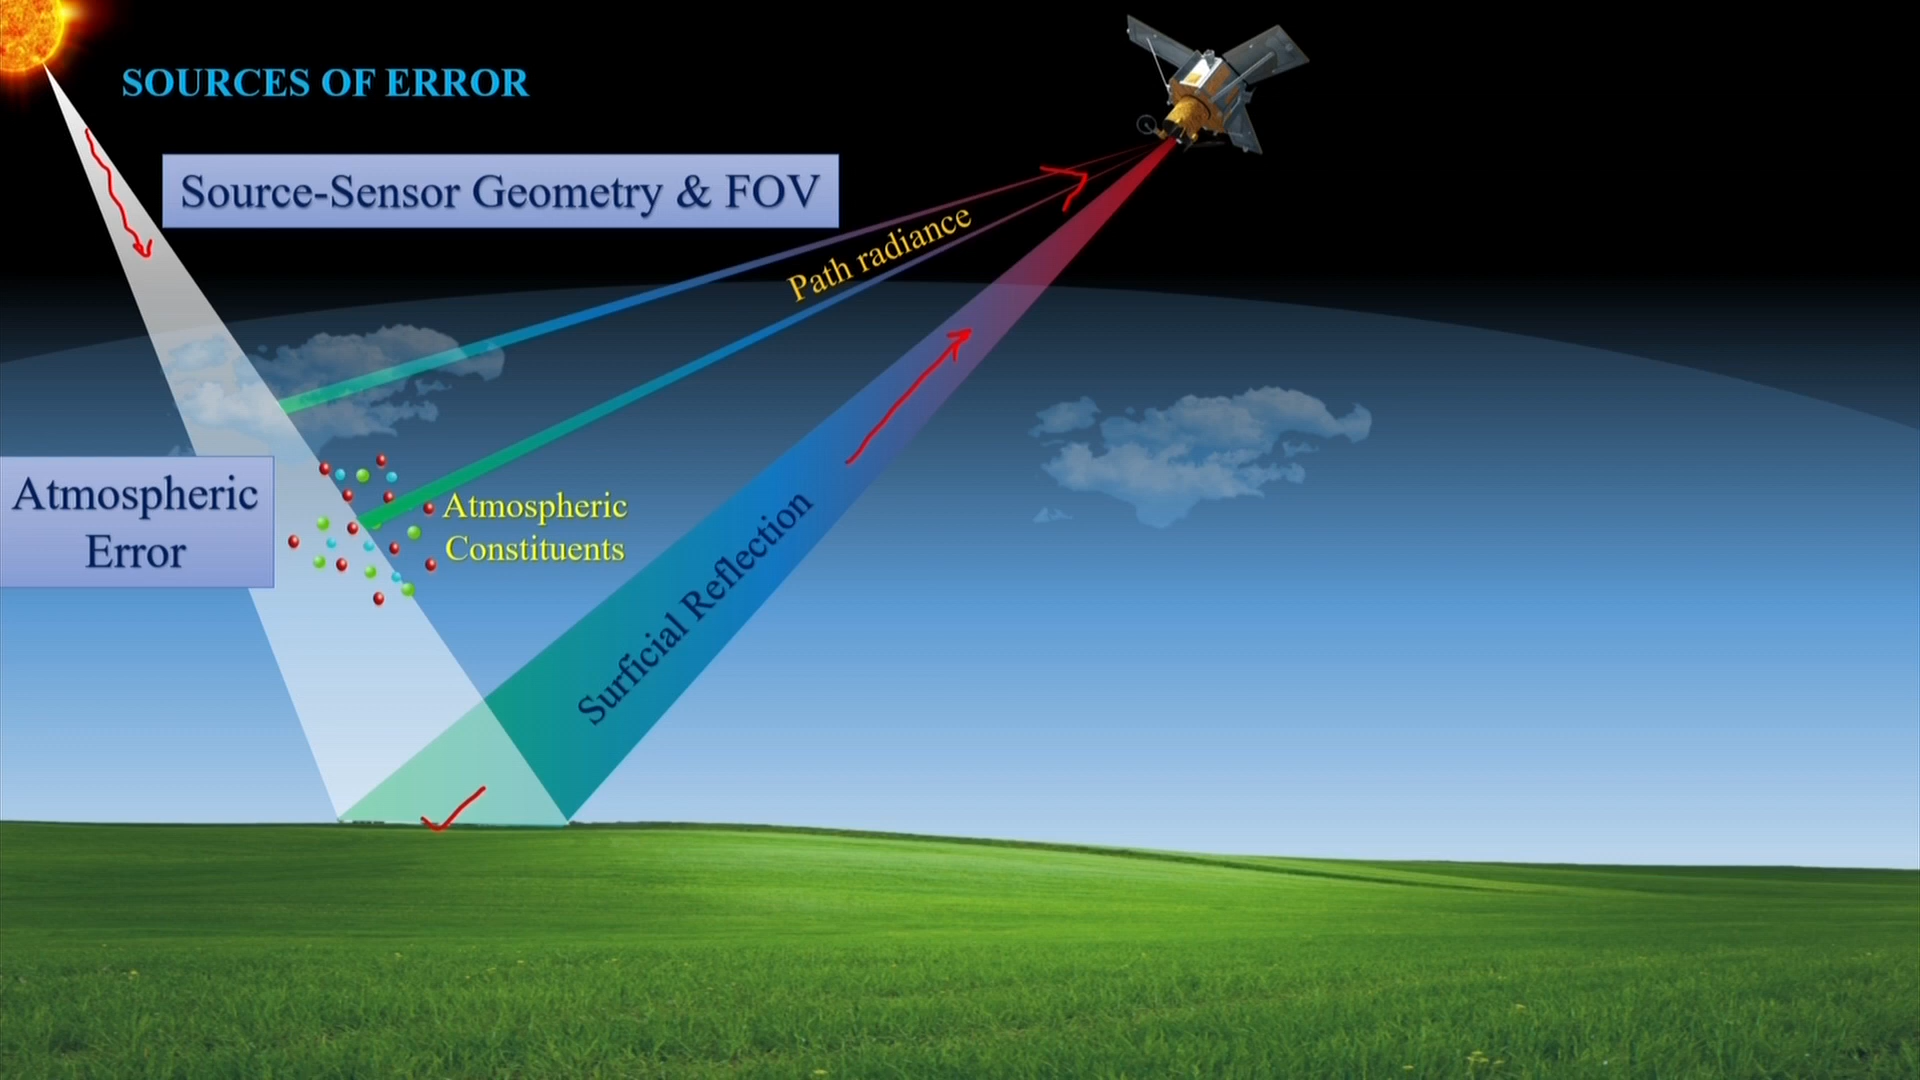 SOURCES OF ERROR
Source-Sensor Geometry & FOV
Path radiance
Atmospheric
Error
Atmospheric
Constituents
Surficial Reflection